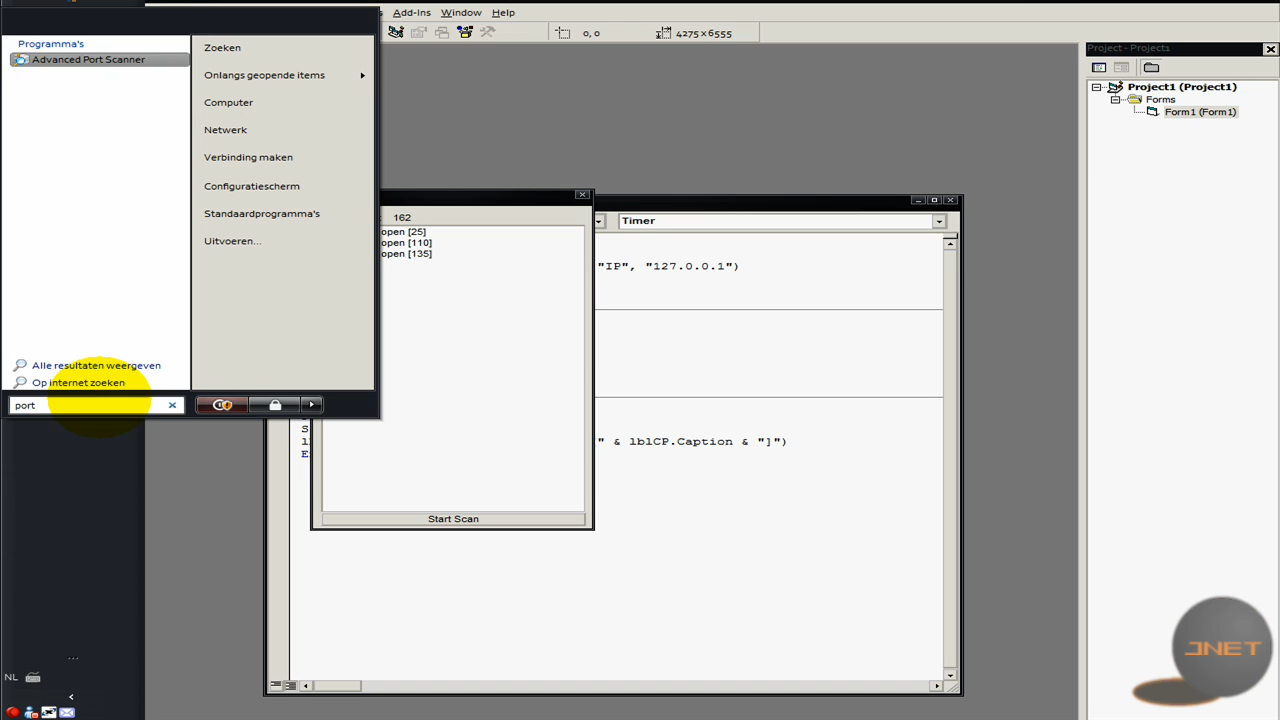 Add-Ins Window Help
0, 0
4275×6555
Programma's
Advanced Port Scanner
Alle resultaten weergeven
Op internet zoeken
port
Zoeken
Onlangs geopende items
Computer
Netwerk
Verbinding maken
Configuratiescherm
Standaardprogramma's
Uitvoeren...
: 162
open [25]
open [110]
open [135]
Start Scan
Timer
"IP", "127.0.0.1")
S
l
[" & lblCP.Caption & "]")
E
Project - Project1
Project1 (Project1)
Forms
Form1 (Form1)
NL
JNET